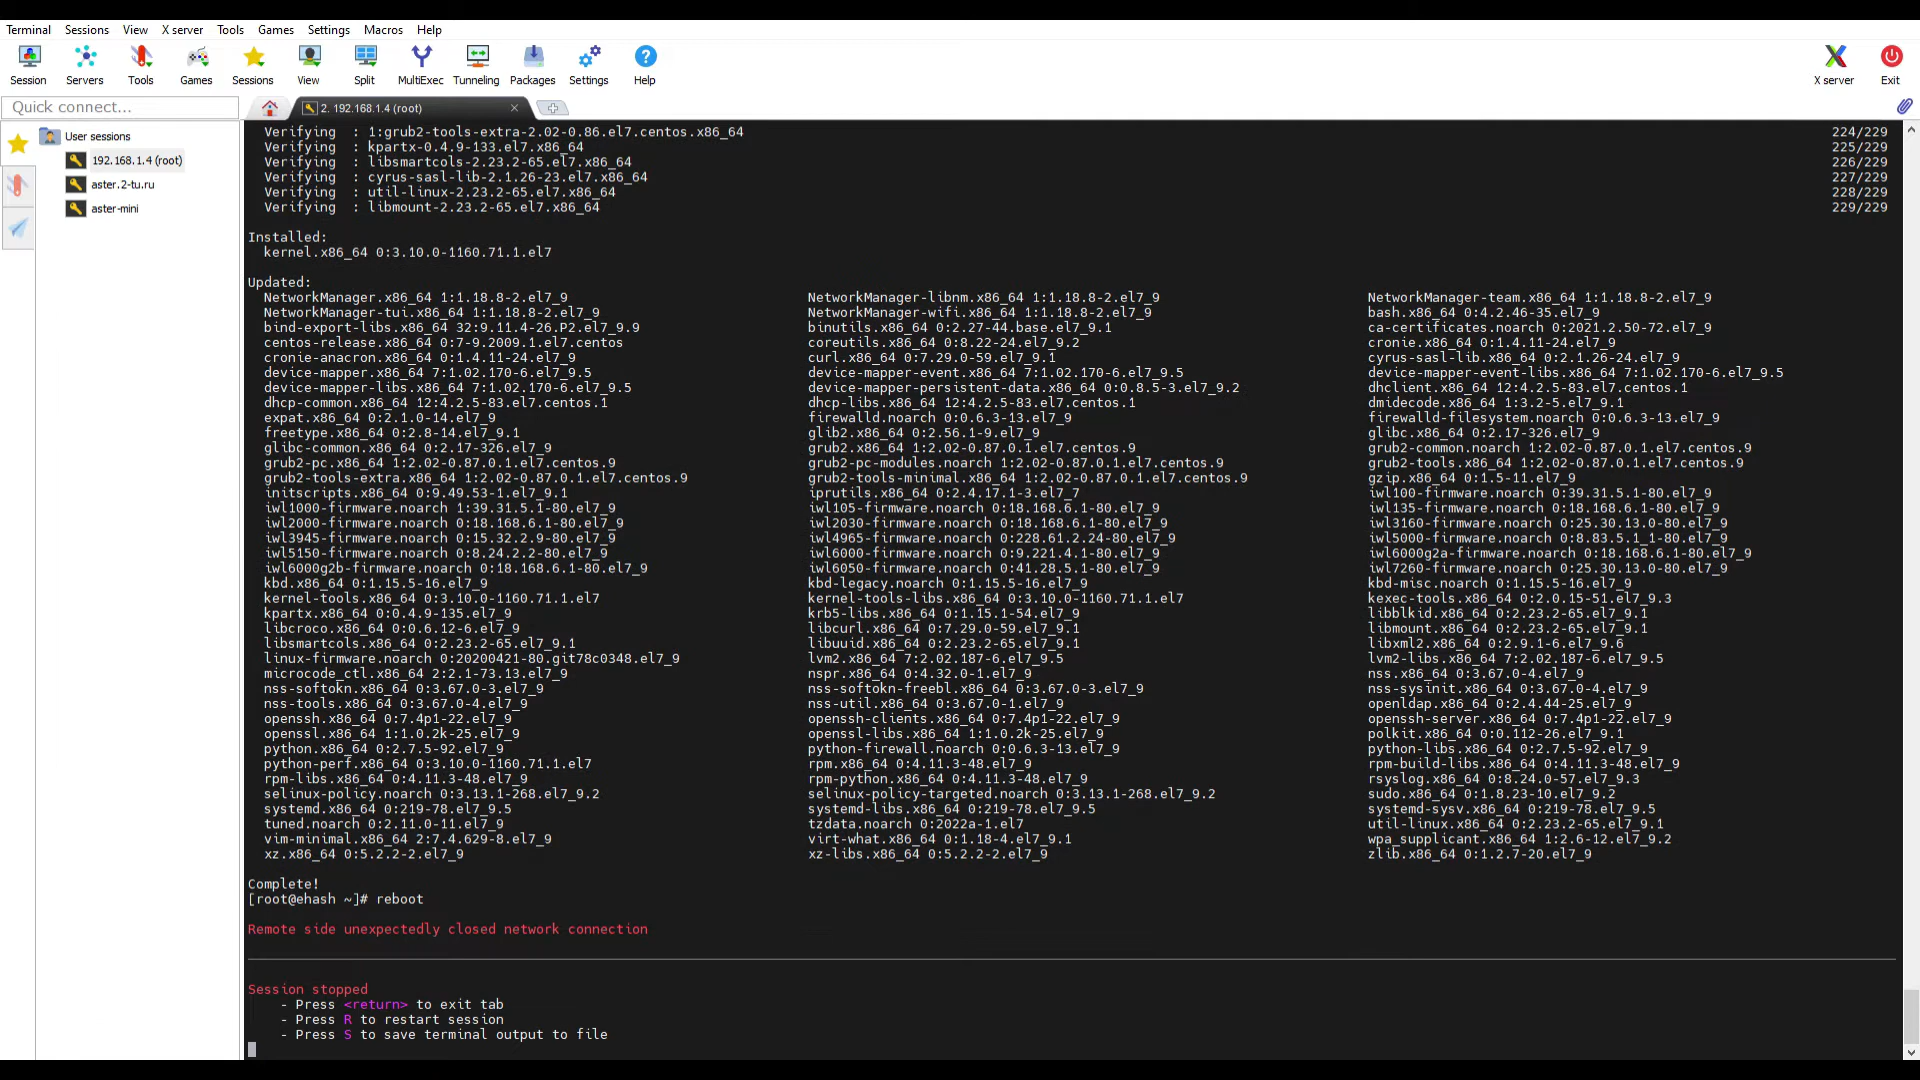 Terminal Sessions View X server Tools Games Settings Macros Help
Session Servers Tools Games Sessions View Split MultiExec Tunneling Packages Settings Help X server Exit
Quick connect...
2. 192.168.1.4 (root)
User sessions
192.168.1.4 (root)
aster.2-tu.ru
aster-mini
Verifying : 1:grub2-tools-extra-2.02-0.86.el7.centos.x86_64 224/229
Verifying : kpartx-0.4.9-133.el7.x86_64 225/229
Verifying : libsmartcols-2.23.2-65.el7.x86_64 226/229
Verifying : cyrus-sasl-lib-2.1.26-23.el7.x86_64 227/229
Verifying : util-linux-2.23.2-65.el7.x86_64 228/229
Verifying : libmount-2.23.2-65.el7.x86_64 229/229
Installed:
kernel.x86_64 0:3.10.0-1160.71.1.el7
Updated:
NetworkManager.x86_64 1:1.18.8-2.el7_9 NetworkManager-libnm.x86_64 1:1.18.8-2.el7_9 NetworkManager-team.x86_64 1:1.18.8-2.el7_9
NetworkManager-tui.x86_64 1:1.18.8-2.el7_9 NetworkManager-wifi.x86_64 1:1.18.8-2.el7_9 bash.x86_64 0:4.2.46-35.el7_9
bind-export-libs.x86_64 32:9.11.4-26.P2.el7_9.9 binutils.x86_64 0:2.27-44.base.el7_9.1 ca-certificates.noarch 0:2021.2.50-72.el7_9
centos-release.x86_64 0:7-9.2009.1.el7.centos coreutils.x86_64 0:8.22-24.el7_9.2 cronie.x86_64 0:1.4.11-24.el7_9
cronie-anacron.x86_64 0:1.4.11-24.el7_9 curl.x86_64 0:7.29.0-59.el7_9.1 cyrus-sasl-lib.x86_64 0:2.1.26-24.el7_9
device-mapper.x86_64 7:1.02.170-6.el7_9.5 device-mapper-event.x86_64 7:1.02.170-6.el7_9.5 device-mapper-event-libs.x86_64 7:1.02.170-6.el7_9.5
device-mapper-libs.x86_64 7:1.02.170-6.el7_9.5 device-mapper-persistent-data.x86_64 0:0.8.5-3.el7_9.2 dhclient.x86_64 12:4.2.5-83.el7.centos.1
dhcp-common.x86_64 12:4.2.5-83.el7.centos.1 dhcp-libs.x86_64 12:4.2.5-83.el7.centos.1 dmidecode.x86_64 1:3.2-5.el7_9.1
expat.x86_64 0:2.1.0-14.el7_9 firewalld.noarch 0:0.6.3-13.el7_9 firewalld-filesystem.noarch 0:0.6.3-13.el7_9
freetype.x86_64 0:2.8-14.el7_9.1 glib2.x86_64 0:2.56.1-9.el7_9 glibc.x86_64 0:2.17-326.el7_9
glibc-common.x86_64 0:2.17-326.el7_9 grub2.x86_64 1:2.02-0.87.0.1.el7.centos.9 grub2-common.noarch 1:2.02-0.87.0.1.el7.centos.9
grub2-pc.x86_64 1:2.02-0.87.0.1.el7.centos.9 grub2-pc-modules.noarch 1:2.02-0.87.0.1.el7.centos.9 grub2-tools.x86_64 1:2.02-0.87.0.1.el7.centos.9
grub2-tools-extra.x86_64 1:2.02-0.87.0.1.el7.centos.9 grub2-tools-minimal.x86_64 1:2.02-0.87.0.1.el7.centos.9 gzip.x86_64 0:1.5-11.el7_9
initscripts.x86_64 0:9.49.53-1.el7_9.1 iprutils.x86_64 0:2.4.17.1-3.el7_7 iwl100-firmware.noarch 0:39.31.5.1-80.el7_9
iwl1000-firmware.noarch 1:39.31.5.1-80.el7_9 iwl105-firmware.noarch 0:18.168.6.1-80.el7_9 iwl135-firmware.noarch 0:18.168.6.1-80.el7_9
iwl2000-firmware.noarch 0:18.168.6.1-80.el7_9 iwl2030-firmware.noarch 0:18.168.6.1-80.el7_9 iwl3160-firmware.noarch 0:25.30.13.0-80.el7_9
iwl3945-firmware.noarch 0:15.32.2.9-80.el7_9 iwl4965-firmware.noarch 0:228.61.2.24-80.el7_9 iwl5000-firmware.noarch 0:8.83.5.1_1-80.el7_9
iwl5150-firmware.noarch 0:8.24.2.2-80.el7_9 iwl6000-firmware.noarch 0:9.221.4.1-80.el7_9 iwl6000g2a-firmware.noarch 0:18.168.6.1-80.el7_9
iwl6000g2b-firmware.noarch 0:18.168.6.1-80.el7_9 iwl6050-firmware.noarch 0:41.28.5.1-80.el7_9 iwl7260-firmware.noarch 0:25.30.13.0-80.el7_9
kbd.x86_64 0:1.15.5-16.el7_9 kbd-legacy.noarch 0:1.15.5-16.el7_9 kbd-misc.noarch 0:1.15.5-16.el7_9
kernel-tools.x86_64 0:3.10.0-1160.71.1.el7 kernel-tools-libs.x86_64 0:3.10.0-1160.71.1.el7 kexec-tools.x86_64 0:2.0.15-51.el7_9.3
kpartx.x86_64 0:0.4.9-135.el7_9 krb5-libs.x86_64 0:1.15.1-54.el7_9 libblkid.x86_64 0:2.23.2-65.el7_9.1
libcroco.x86_64 0:0.6.12-6.el7_9 libcurl.x86_64 0:7.29.0-59.el7_9.1 libmount.x86_64 0:2.23.2-65.el7_9.1
libsmartcols.x86_64 0:2.23.2-65.el7_9.1 libuuid.x86_64 0:2.23.2-65.el7_9.1 libxml2.x86_64 0:2.9.1-6.el7_9.6
linux-firmware.noarch 0:20200421-80.git78c0348.el7_9 lvm2.x86_64 7:2.02.187-6.el7_9.5 lvm2-libs.x86_64 7:2.02.187-6.el7_9.5
microcode_ctl.x86_64 2:2.1-73.13.el7_9 nspr.x86_64 0:4.32.0-1.el7_9 nss.x86_64 0:3.67.0-4.el7_9
nss-softokn.x86_64 0:3.67.0-3.el7_9 nss-softokn-freebl.x86_64 0:3.67.0-3.el7_9 nss-sysinit.x86_64 0:3.67.0-4.el7_9
nss-tools.x86_64 0:3.67.0-4.el7_9 nss-util.x86_64 0:3.67.0-1.el7_9 openldap.x86_64 0:2.4.44-25.el7_9
openssh.x86_64 0:7.4p1-22.el7_9 openssh-clients.x86_64 0:7.4p1-22.el7_9 openssh-server.x86_64 0:7.4p1-22.el7_9
openssl.x86_64 1:1.0.2k-25.el7_9 openssl-libs.x86_64 1:1.0.2k-25.el7_9 polkit.x86_64 0:0.112-26.el7_9.1
python.x86_64 0:2.7.5-92.el7_9 python-firewall.noarch 0:0.6.3-13.el7_9 python-libs.x86_64 0:2.7.5-92.el7_9
python-perf.x86_64 0:3.10.0-1160.71.1.el7 rpm.x86_64 0:4.11.3-48.el7_9 rpm-build-libs.x86_64 0:4.11.3-48.el7_9
rpm-libs.x86_64 0:4.11.3-48.el7_9 rpm-python.x86_64 0:4.11.3-48.el7_9 rsyslog.x86_64 0:8.24.0-57.el7_9.3
selinux-policy.noarch 0:3.13.1-268.el7_9.2 selinux-policy-targeted.noarch 0:3.13.1-268.el7_9.2 sudo.x86_64 0:1.8.23-10.el7_9.2
systemd.x86_64 0:219-78.el7_9.5 systemd-libs.x86_64 0:219-78.el7_9.5 systemd-sysv.x86_64 0:219-78.el7_9.5
tuned.noarch 0:2.11.0-11.el7_9 tzdata.noarch 0:2022a-1.el7 util-linux.x86_64 0:2.23.2-65.el7_9.1
vim-minimal.x86_64 2:7.4.629-8.el7_9 virt-what.x86_64 0:1.18-4.el7_9.1 wpa_supplicant.x86_64 1:2.6-12.el7_9.2
xz.x86_64 0:5.2.2-2.el7_9 xz-libs.x86_64 0:5.2.2-2.el7_9 zlib.x86_64 0:1.2.7-20.el7_9
Complete!
[root@ehash ~]# reboot
Remote side unexpectedly closed network connection
Session stopped
- Press <return> to exit tab
- Press R to restart session
- Press S to save terminal output to file